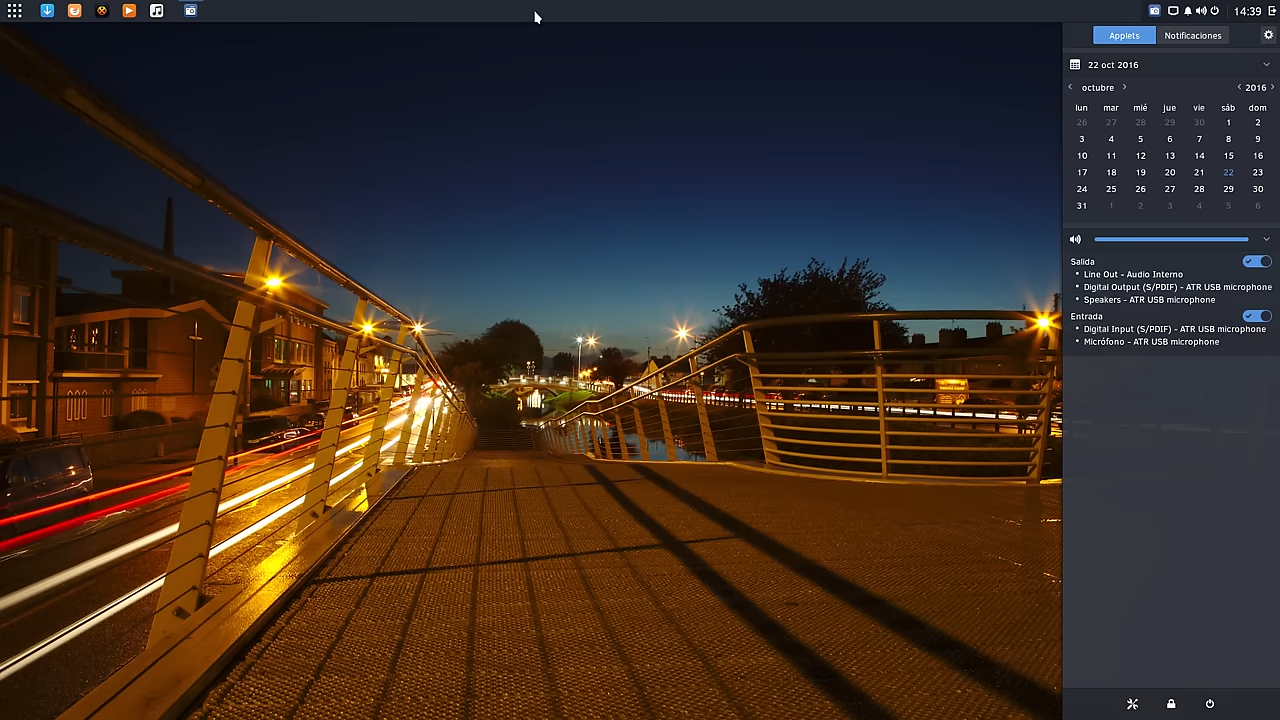 14:39
Applets Notificaciones
22 oct 2016
octubre 2016
lun mar mié jue vie sáb dom
26 27 28 29 30 1 2
3 4 5 6 7 8 9
10 11 12 13 14 15 16
17 18 19 20 21 22 23
24 25 26 27 28 29 30
31 1 2 3 4 5 6
Salida
• Line Out - Audio Interno
• Digital Output (S/PDIF) - ATR USB microphone
• Speakers - ATR USB microphone
Entrada
• Digital Input (S/PDIF) - ATR USB microphone
• Micrófono - ATR USB microphone